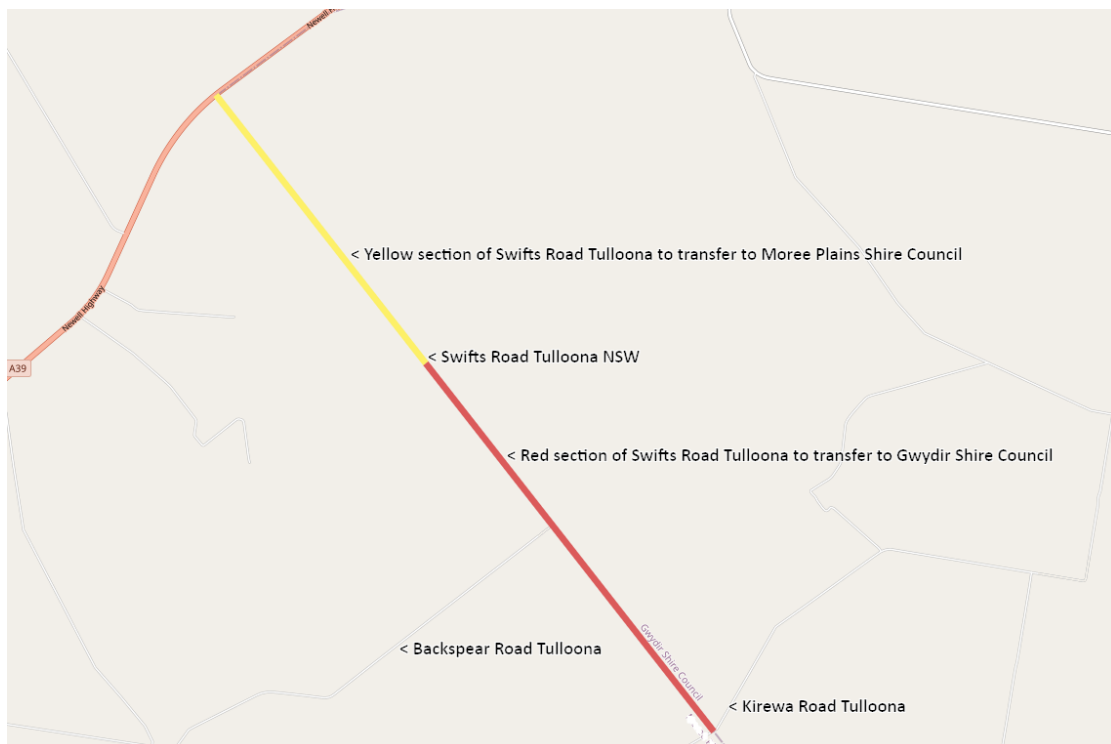 Newell H
< Yellow section of Swifts Road Tulloona to transfer to Moree Plains Shire Council
Newell Highway
< Swifts Road Tulloona NSW
A39
< Red section of Swifts Road Tulloona to transfer to Gwydir Shire Council
< Backspear Road Tulloona
Gwydir Shire Council
< Kirewa Road Tulloona